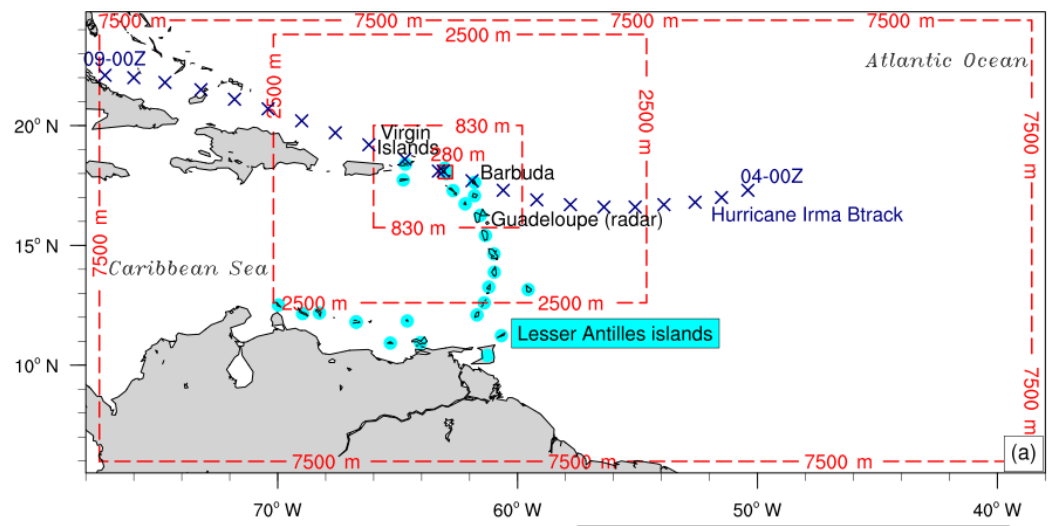 7500 m 7500 m 7500 m 7500 m
2500 m
Atlantic Ocean
09-00Z
2500 m
2500 m
7500 m
20° N
830 m
Virgin
Islands
280 m
Barbuda
04-00Z
Hurricane Irma Btrack
Guadeloupe (radar)
830 m
15° N
7500 m
Caribbean Sea
2500 m 2500 m
Lesser Antilles islands
10° N
7500 m
7500 m 7500 m 7500 m
(a)
70° W 60° W 50° W 40° W